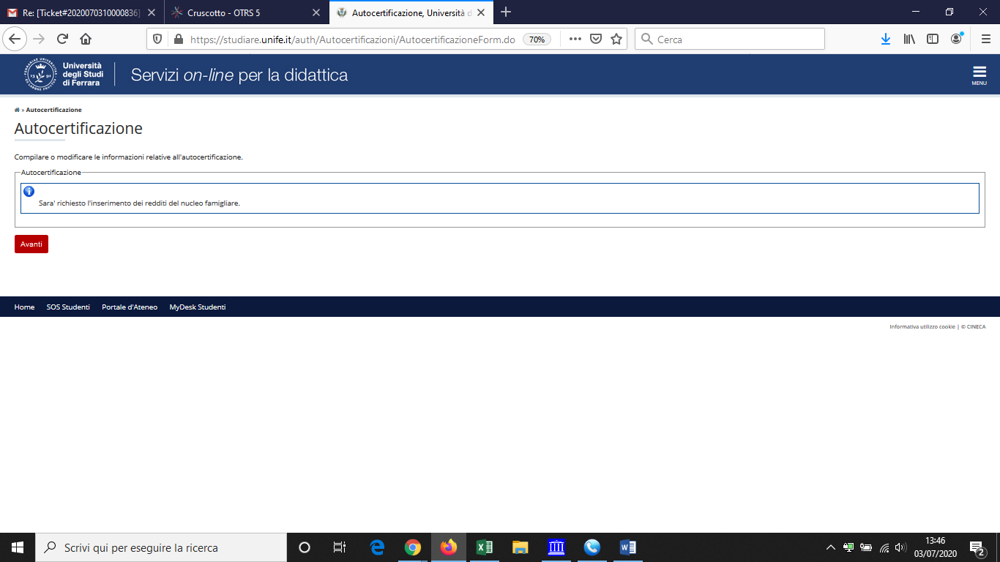 Re: [Ticket#2020070310000836]
Cruscotto - OTRS 5
Autocertificazione, Università d
https://studiare.unife.it/auth/Autocertificazioni/AutocertificazioneForm.do
70%
Cerca
Università
degli Studi
di Ferrara
Servizi on-line per la didattica
MENU
» Autocertificazione
Autocertificazione
Compilare o modificare le informazioni relative all'autocertificazione.
Autocertificazione
Sara' richiesto l'inserimento dei redditi del nucleo famigliare.
Avanti
Home SOS Studenti Portale d'Ateneo MyDesk Studenti
Informativa utilizzo cookie | © CINECA
Scrivi qui per eseguire la ricerca
13:46
03/07/2020
2